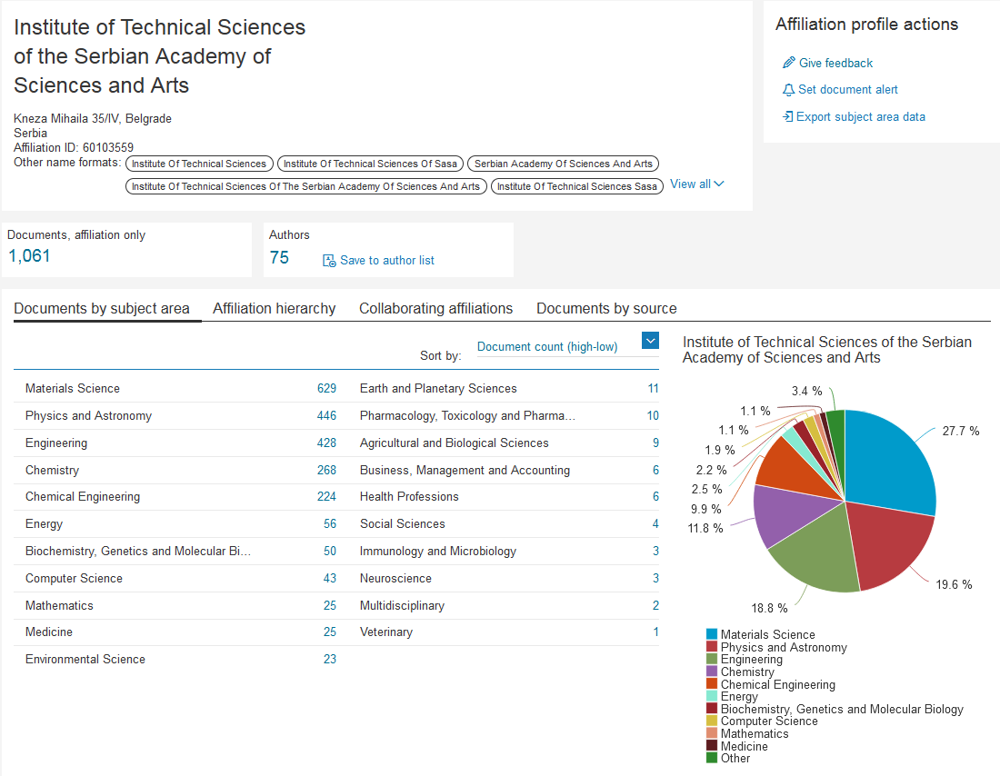 Institute of Technical Sciences
of the Serbian Academy of
Sciences and Arts
Kneza Mihaila 35/IV, Belgrade
Serbia
Affiliation ID: 60103559
Other name formats: Institute Of Technical Sciences Institute Of Technical Sciences Of Sasa Serbian Academy Of Sciences And Arts
Institute Of Technical Sciences Of The Serbian Academy Of Sciences And Arts Institute Of Technical Sciences Sasa View all
Affiliation profile actions
Give feedback
Set document alert
Export subject area data
Documents, affiliation only
1,061
Authors
75 Save to author list
Documents by subject area Affiliation hierarchy Collaborating affiliations Documents by source
Sort by: Document count (high-low)
Materials Science 629 Earth and Planetary Sciences 11
Physics and Astronomy 446 Pharmacology, Toxicology and Pharma... 10
Engineering 428 Agricultural and Biological Sciences 9
Chemistry 268 Business, Management and Accounting 6
Chemical Engineering 224 Health Professions 6
Energy 56 Social Sciences 4
Biochemistry, Genetics and Molecular Bi... 50 Immunology and Microbiology 3
Computer Science 43 Neuroscience 3
Mathematics 25 Multidisciplinary 2
Medicine 25 Veterinary 1
Environmental Science 23
Institute of Technical Sciences of the Serbian
Academy of Sciences and Arts
3.4 %
1.1 %
1.1 %
1.9 %
2.2 %
2.5 %
9.9 %
11.8 %
18.8 %
27.7 %
19.6 %
Materials Science
Physics and Astronomy
Engineering
Chemistry
Chemical Engineering
Energy
Biochemistry, Genetics and Molecular Biology
Computer Science
Mathematics
Medicine
Other